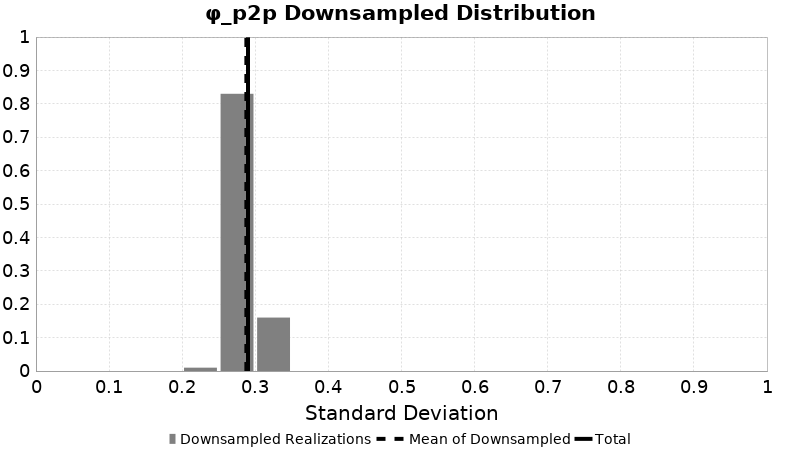 φ_p2p Downsampled Distribution
1
0.9
0.8
0.7
0.6
0.5
0.4
0.3
0.2
0.1
0
0 0.1 0.2 0.3 0.4 0.5 0.6 0.7 0.8 0.9 1
Standard Deviation
Downsampled Realizations Mean of Downsampled Total